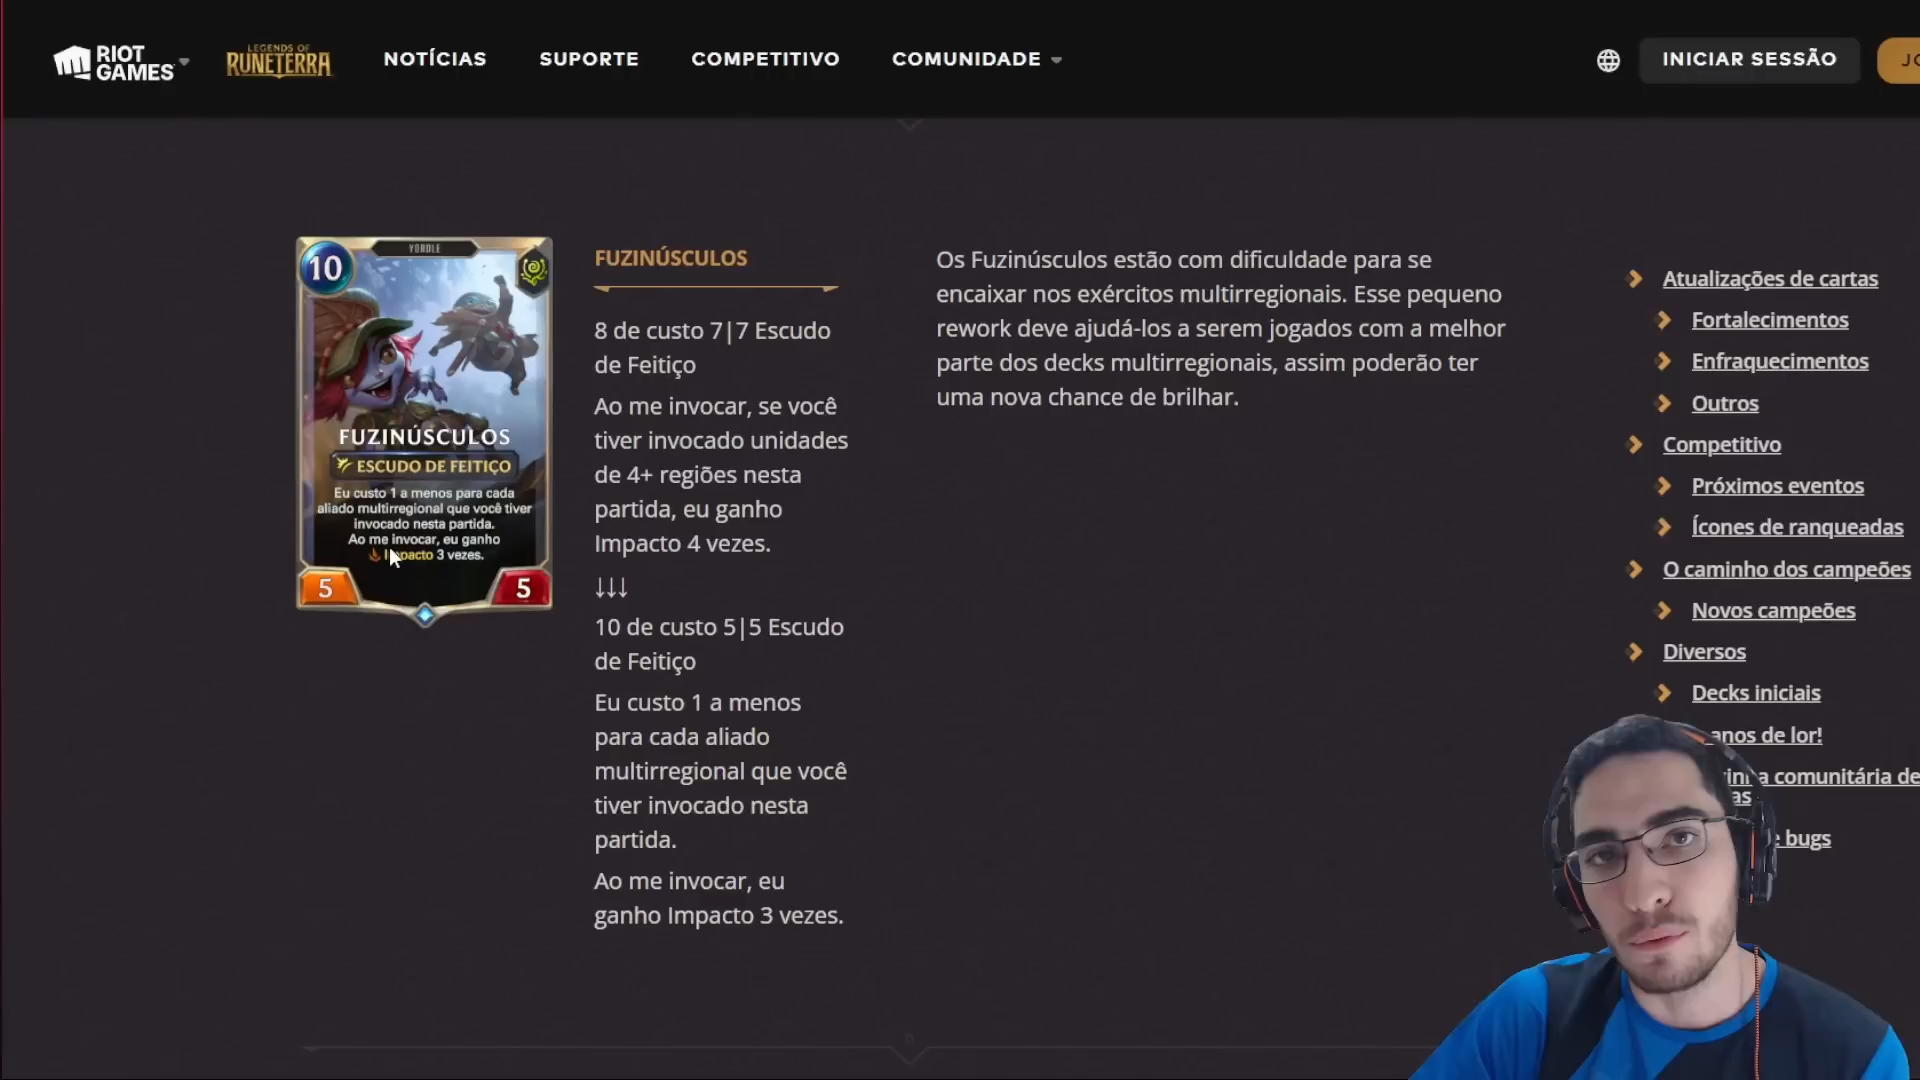 RIOT
GAMES
LEGENDS OF
RUNETERRA
NOTÍCIAS
SUPORTE
COMPETITIVO
COMUNIDADE
INICIAR SESSÃO
10
YORDLE
FUZINÚSCULOS
ESCUDO DE FEITIÇO
Eu custo 1 a menos para cada
aliado multirregional que você tiver
invocado nesta partida.
Ao me invocar, eu ganho
Impacto 3 vezes.
5
5
FUZINÚSCULOS
8 de custo 7|7 Escudo
de Feitiço
Ao me invocar, se você
tiver invocado unidades
de 4+ regiões nesta
partida, eu ganho
Impacto 4 vezes.
↓↓↓
10 de custo 5|5 Escudo
de Feitiço
Eu custo 1 a menos
para cada aliado
multirregional que você
tiver invocado nesta
partida.
Ao me invocar, eu
ganho Impacto 3 vezes.
Os Fuzinúsculos estão com dificuldade para se
encaixar nos exércitos multirregionais. Esse pequeno
rework deve ajudá-los a serem jogados com a melhor
parte dos decks multirregionais, assim poderão ter
uma nova chance de brilhar.
Atualizações de cartas
Fortalecimentos
Enfraquecimentos
Outros
Competitivo
Próximos eventos
Ícones de ranqueadas
O caminho dos campeões
Novos campeões
Diversos
Decks iniciais
anos de lor!
comunitária de
bugs